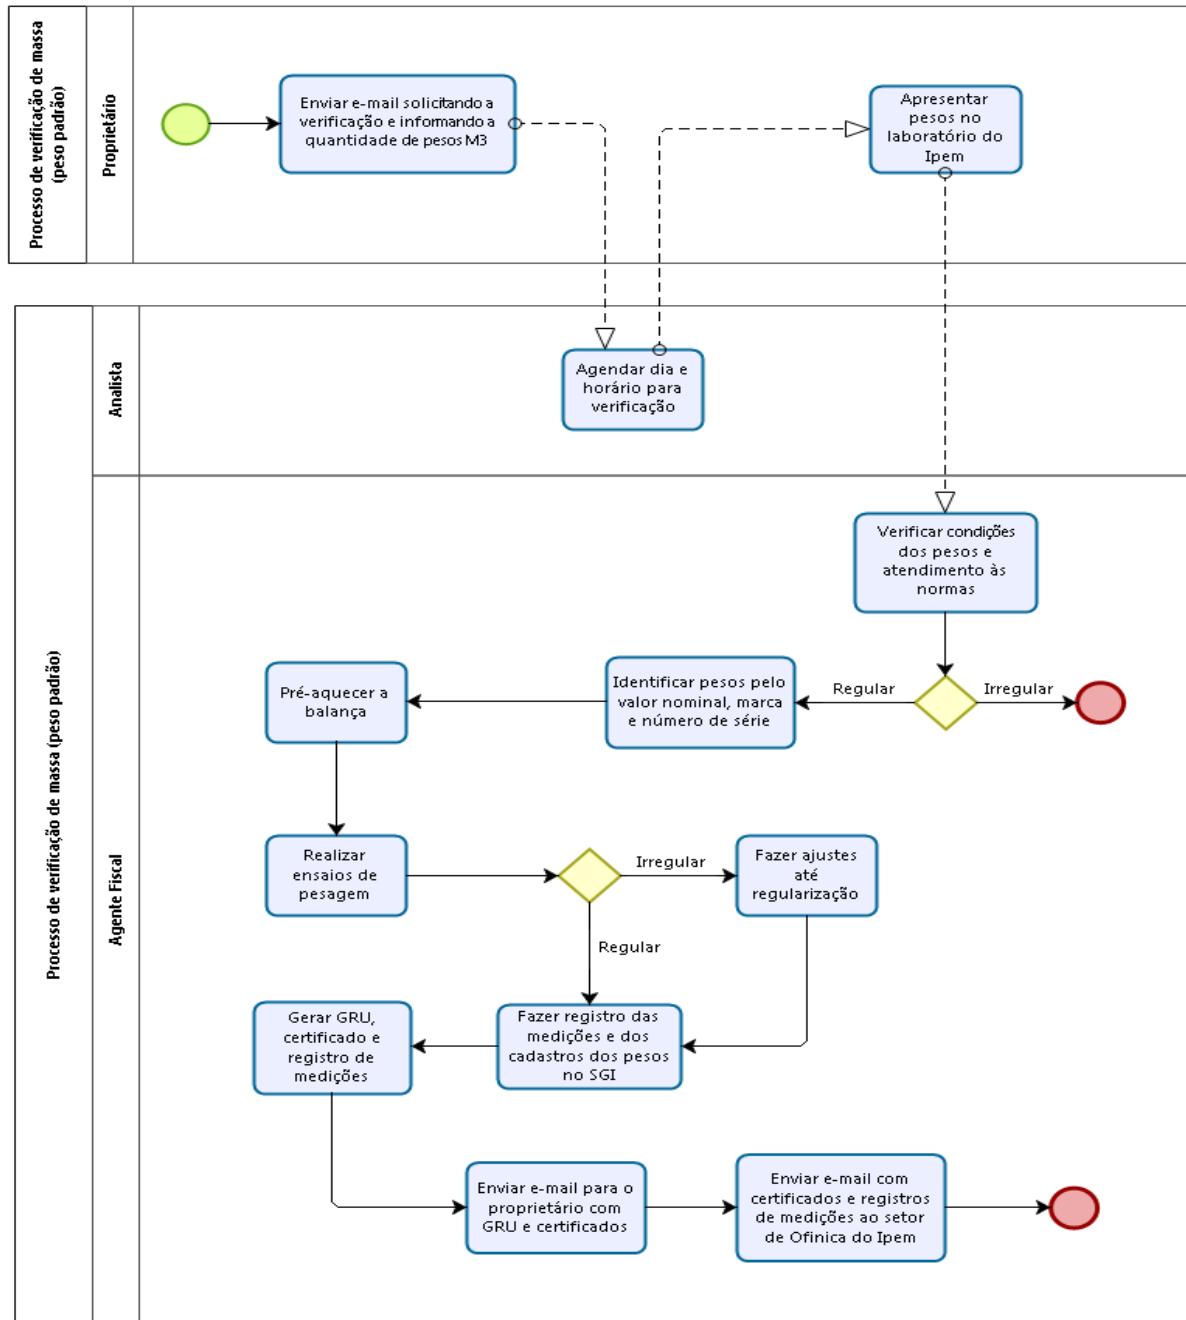 Processo de verificação de massa
(peso padrão)
Proprietário
Enviar e-mail solicitando a
verificação e informando a
quantidade de pesos M3
Apresentar
pesos no
laboratório do
Ipem
Processo de verificação de massa (peso padrão)
Analista
Agendar dia e
horário para
verificação
Agente Fiscal
Verificar condições
dos pesos e
atendimento às
normas
Regular
Irregular
Identificar pesos pelo
valor nominal, marca
e número de série
Pré-aquecer a
balança
Realizar
ensaios de
pesagem
Irregular
Fazer ajustes
até
regularização
Regular
Fazer registro das
medições e dos
cadastros dos pesos
no SGI
Gerar GRU,
certificado e
registro de
medições
Enviar e-mail para o
proprietário com
GRU e certificados
Enviar e-mail com
certificados e registros
de medições ao setor
de Ofinica do Ipem